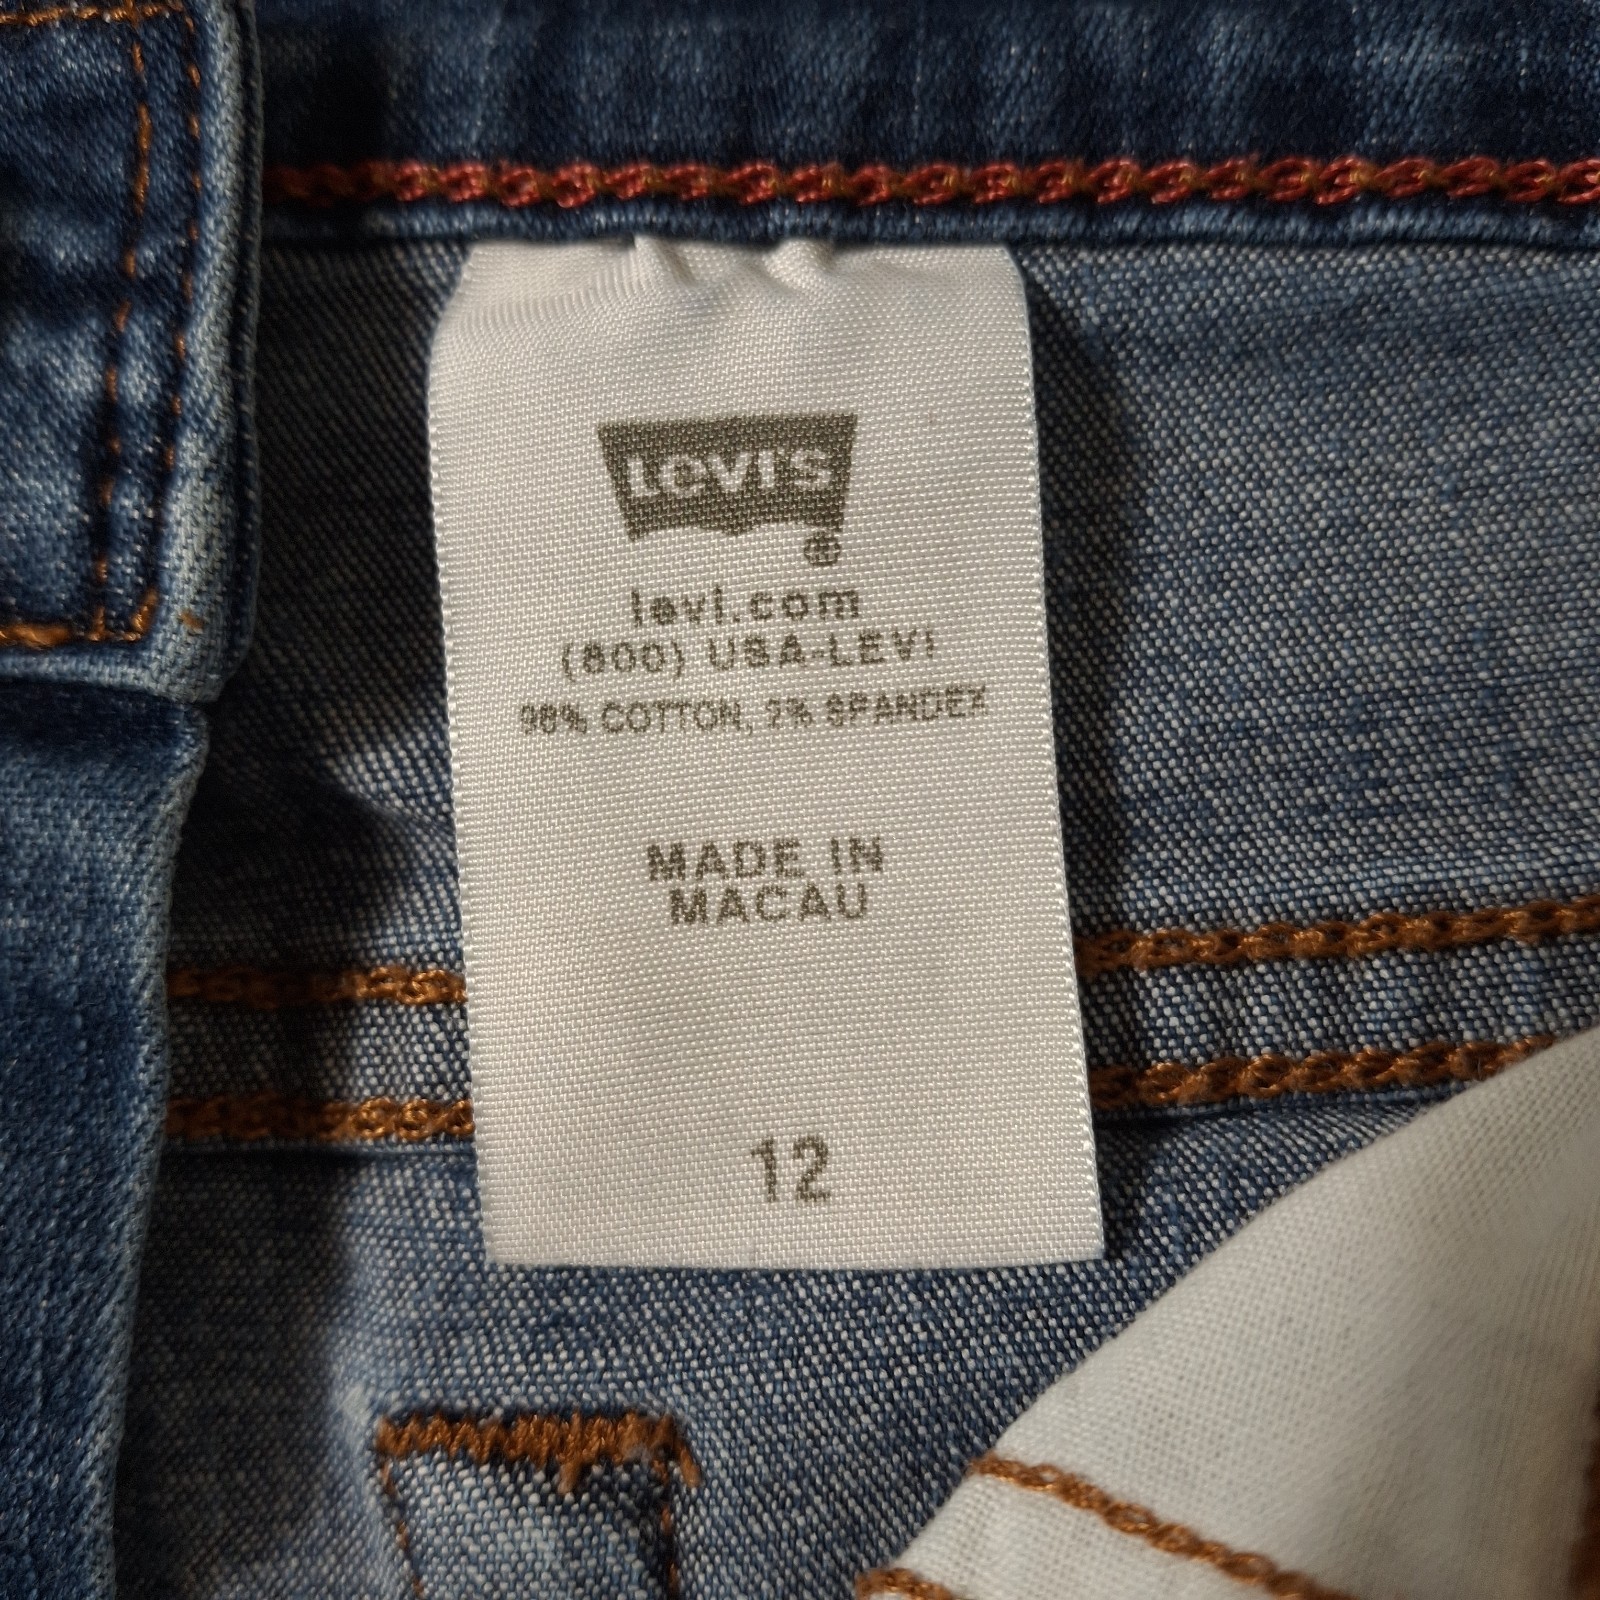 Levi's
®
levi.com
(800) USA-LEVI
98% COTTON, 2% SPANDEX
MADE IN
MACAU
12